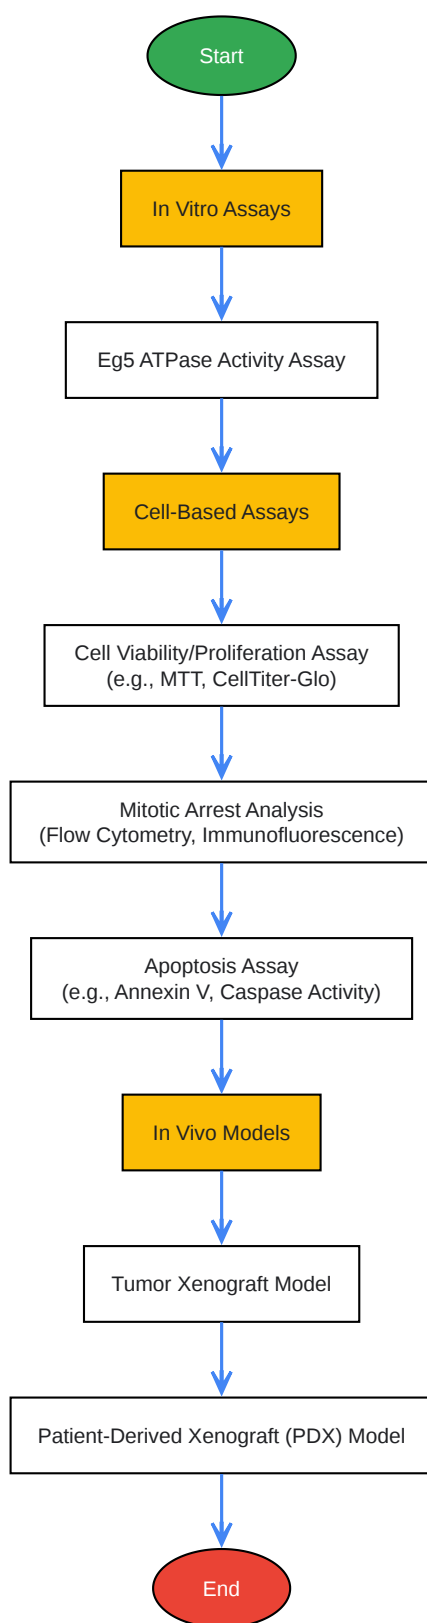 Start
In Vitro Assays
Eg5 ATPase Activity Assay
Cell-Based Assays
Cell Viability/Proliferation Assay
(e.g., MTT, CellTiter-Glo)
Mitotic Arrest Analysis
(Flow Cytometry, Immunofluorescence)
Apoptosis Assay
(e.g., Annexin V, Caspase Activity)
In Vivo Models
Tumor Xenograft Model
Patient-Derived Xenograft (PDX) Model
End